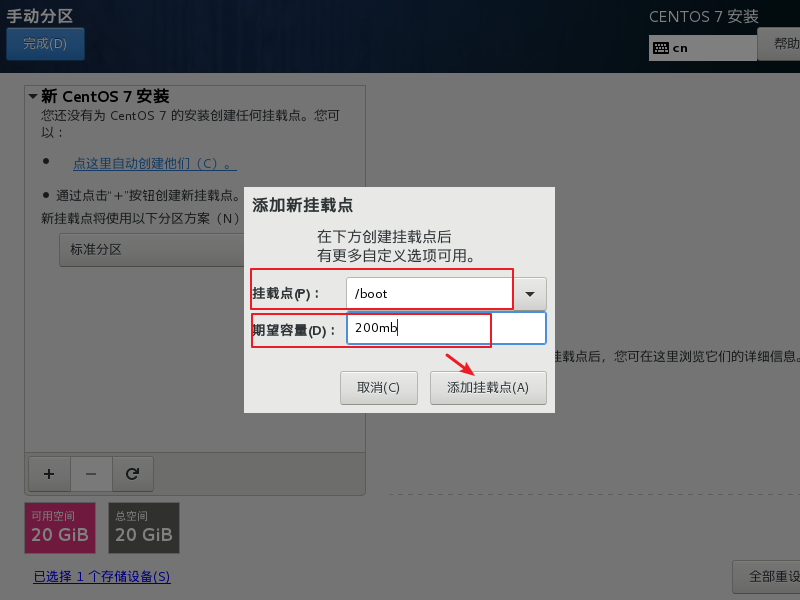 手动分区
CENTOS 7 安装
完成(D)
cn
帮助
新 CentOS 7 安装
您还没有为 CentOS 7 的安装创建任何挂载点。您可
以：
点这里自动创建他们（C）。
通过点击"+"按钮创建新挂载点。
新挂载点将使用以下分区方案（N）
标准分区
添加新挂载点
在下方创建挂载点后
有更多自定义选项可用。
挂载点(P)：
/boot
期望容量(D)：
200mb
取消(C)
添加挂载点(A)
挂载点后，您可在这里浏览它们的详细信息。
可用空间
20 GiB
总空间
20 GiB
已选择 1 个存储设备(S)
全部重设